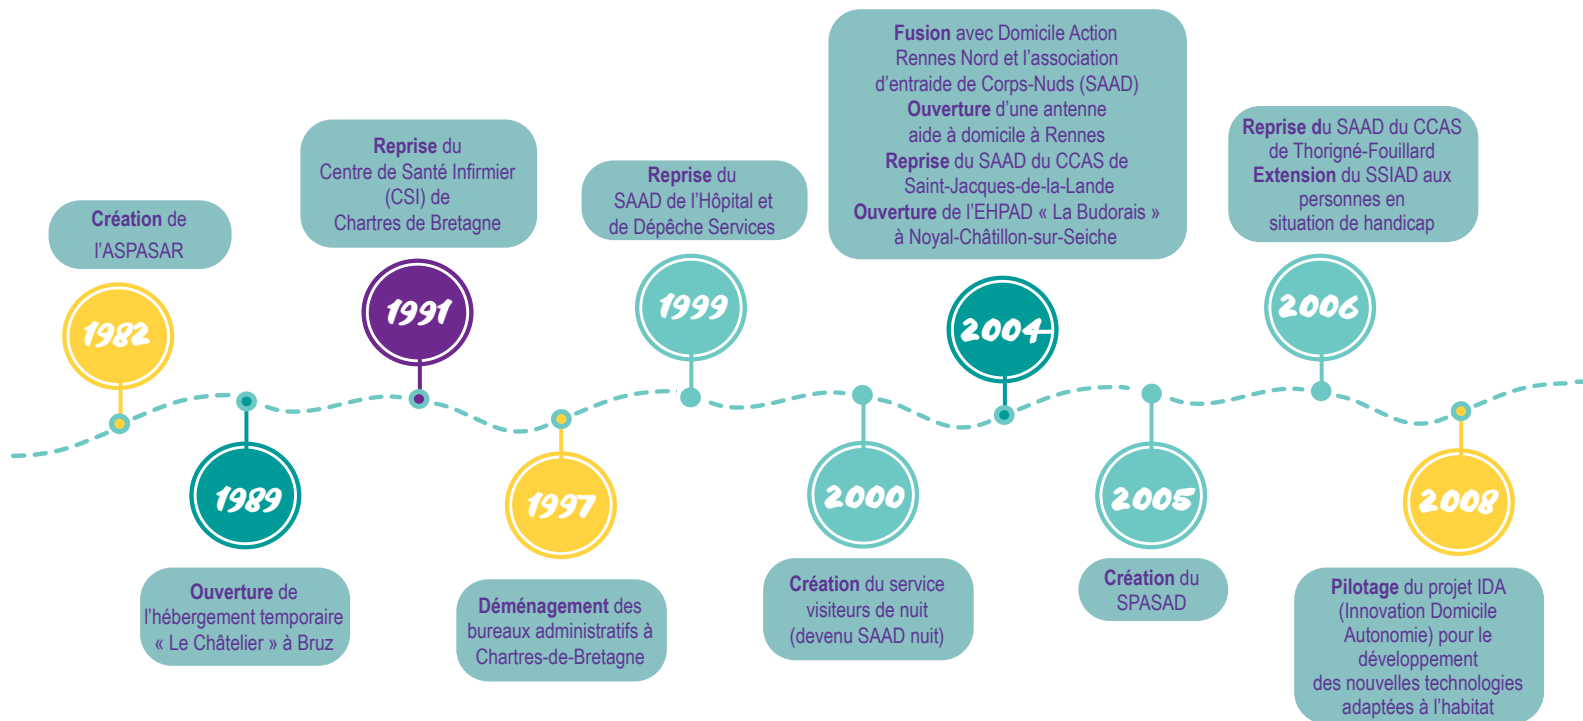 Création de
l'ASPASAR
1982
1989
Ouverture de
l'hébergement temporaire
« Le Châtelier » à Bruz
Reprise du
Centre de Santé Infirmier
(CSI) de
Chartres de Bretagne
1991
1997
Déménagement des
bureaux administratifs à
Chartres-de-Bretagne
Reprise du
SAAD de l'Hôpital et
de Dépêche Services
1999
2000
Création du service
visiteurs de nuit
(devenu SAAD nuit)
Fusion avec Domicile Action
Rennes Nord et l'association
d'entraide de Corps-Nuds (SAAD)
Ouverture d'une antenne
aide à domicile à Rennes
Reprise du SAAD du CCAS de
Saint-Jacques-de-la-Lande
Ouverture de l'EHPAD « La Budorais »
à Noyal-Châtillon-sur-Seiche
2004
2005
Création du
SPASAD
Reprise du SAAD du CCAS
de Thorigné-Fouillard
Extension du SSIAD aux
personnes en
situation de handicap
2006
2008
Pilotage du projet IDA
(Innovation Domicile
Autonomie) pour le
développement
des nouvelles technologies
adaptées à l'habitat